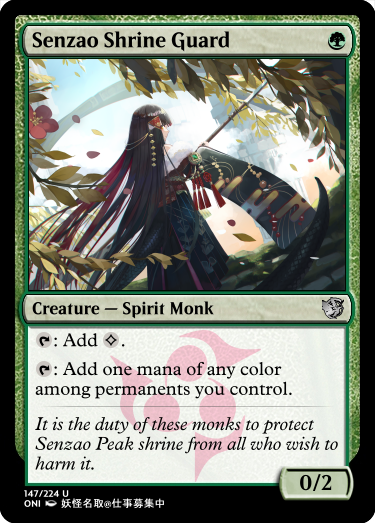 Senzao Shrine Guard
Creature — Spirit Monk
: Add .
: Add one mana of any color
among permanents you control.
It is the duty of these monks to protect
Senzao Peak shrine from all who wish to
harm it.
0/2
147/224 U
ONI 妖怪名取@仕事募集中